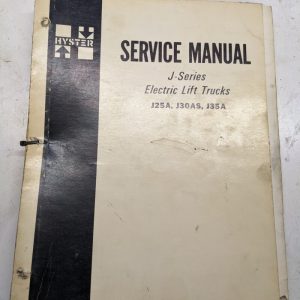 HYSTER
SERVICE MANUAL
J-Series
Electric Lift Trucks
J25A, J30AS, J35A